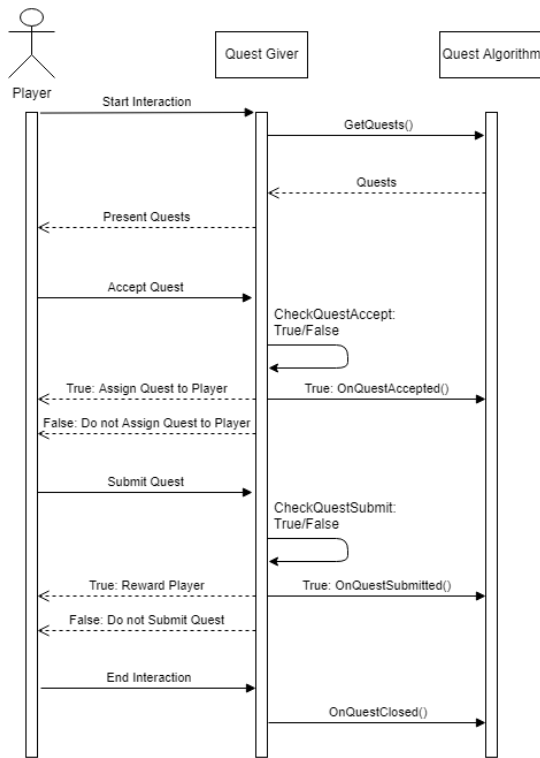 Player
Quest Giver
Quest Algorithm
Start Interaction
GetQuests()
Quests
Present Quests
Accept Quest
CheckQuestAccept:
True/False
True: Assign Quest to Player
True: OnQuestAccepted()
False: Do not Assign Quest to Player
Submit Quest
CheckQuestSubmit:
True/False
True: Reward Player
True: OnQuestSubmitted()
False: Do not Submit Quest
End Interaction
OnQuestClosed()